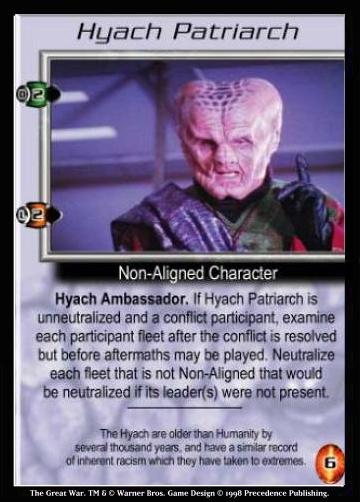 Hyach Patriarch
D 2
L 2
Non-Aligned Character
Hyach Ambassador. If Hyach Patriarch is
unneutralized and a conflict participant, examine
each participant fleet after the conflict is resolved
but before aftermaths may be played. Neutralize
each fleet that is not Non-Aligned that would
be neutralized if its leader(s) were not present.
The Hyach are older than Humanity by
several thousand years, and have a similar record
of inherent racism which they have taken to extremes.
6
The Great War. TM & © Warner Bros. Game Design © 1998 Precedence Publishing.